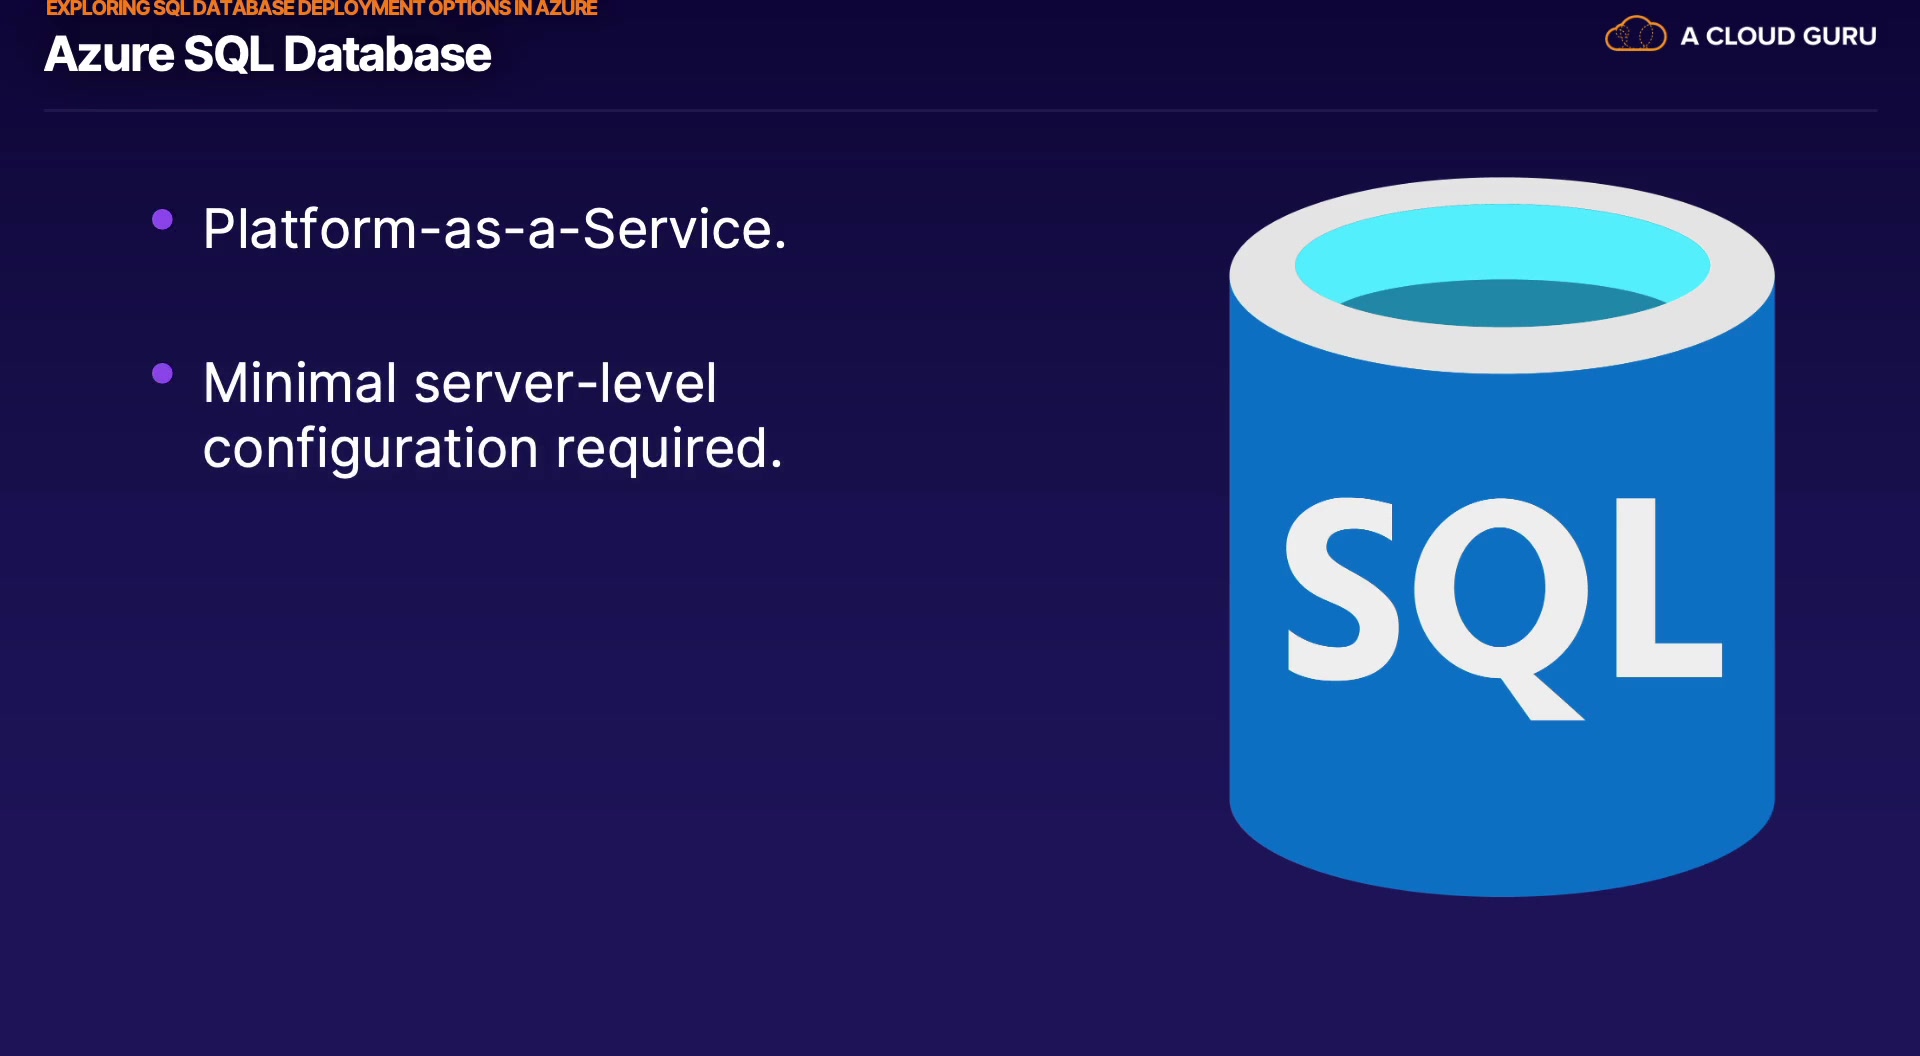 EXPLORING SQL DATABASE DEPLOYMENT OPTIONS IN AZURE
Azure SQL Database
A CLOUD GURU
Platform-as-a-Service.
Minimal server-level
configuration required.
SQL